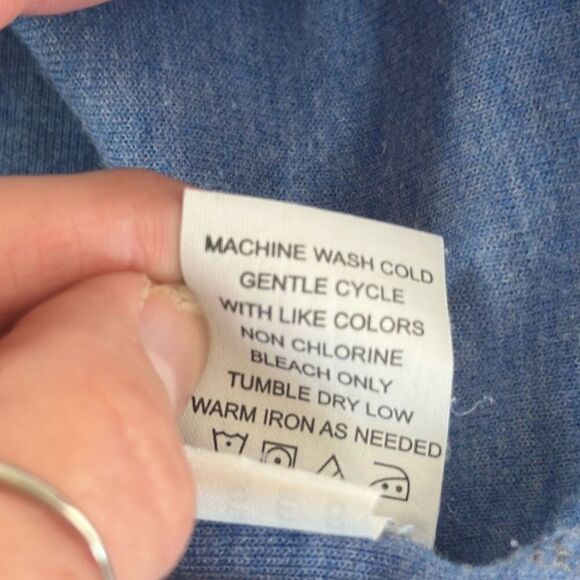 MACHINE WASH COLD
GENTLE CYCLE
WITH LIKE COLORS
NON CHLORINE
BLEACH ONLY
TUMBLE DRY LOW
WARM IRON AS NEEDED